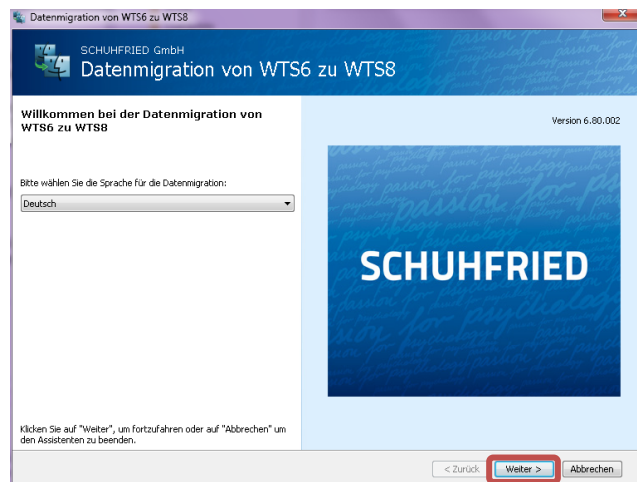 Datenmigration von WTS6 zu WTS8
SCHUHFRIED GmbH
Datenmigration von WTS6 zu WTS8
Willkommen bei der Datenmigration von
WTS6 zu WTS8
Version 6.80.002
Bitte wählen Sie die Sprache für die Datenmigration:
Deutsch
SCHUHFRIED
Klicken Sie auf "Weiter", um fortzufahren oder auf "Abbrechen" um
den Assistenten zu beenden.
< Zurück Weiter > Abbrechen